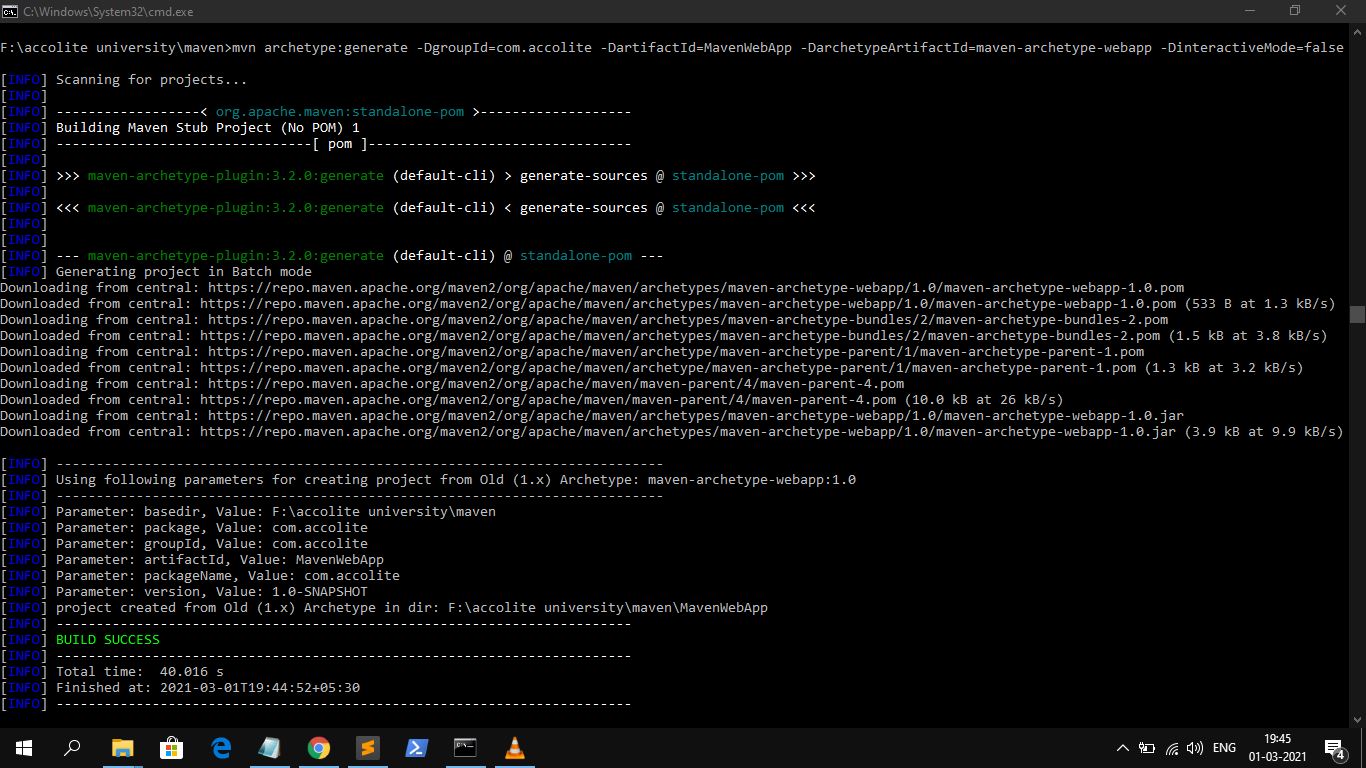 C:\Windows\System32\cmd.exe
F:\accolite university\maven>mvn archetype:generate -DgroupId=com.accolite -DartifactId=MavenWebApp -DarchetypeArtifactId=maven-archetype-webapp -DinteractiveMode=false
[INFO] Scanning for projects...
[INFO]
[INFO] ------------------< org.apache.maven:standalone-pom >-------------------
[INFO] Building Maven Stub Project (No POM) 1
[INFO] --------------------------------[ pom ]---------------------------------
[INFO]
[INFO] >>> maven-archetype-plugin:3.2.0:generate (default-cli) > generate-sources @ standalone-pom >>>
[INFO]
[INFO] <<< maven-archetype-plugin:3.2.0:generate (default-cli) < generate-sources @ standalone-pom <<<
[INFO]
[INFO]
[INFO] --- maven-archetype-plugin:3.2.0:generate (default-cli) @ standalone-pom ---
[INFO] Generating project in Batch mode
Downloading from central: https://repo.maven.apache.org/maven2/org/apache/maven/archetypes/maven-archetype-webapp/1.0/maven-archetype-webapp-1.0.pom
Downloaded from central: https://repo.maven.apache.org/maven2/org/apache/maven/archetypes/maven-archetype-webapp/1.0/maven-archetype-webapp-1.0.pom (533 B at 1.3 kB/s)
Downloading from central: https://repo.maven.apache.org/maven2/org/apache/maven/archetypes/maven-archetype-bundles/2/maven-archetype-bundles-2.pom
Downloaded from central: https://repo.maven.apache.org/maven2/org/apache/maven/archetypes/maven-archetype-bundles/2/maven-archetype-bundles-2.pom (1.5 kB at 3.8 kB/s)
Downloading from central: https://repo.maven.apache.org/maven2/org/apache/maven/archetype/maven-archetype-parent/1/maven-archetype-parent-1.pom
Downloaded from central: https://repo.maven.apache.org/maven2/org/apache/maven/archetype/maven-archetype-parent/1/maven-archetype-parent-1.pom (1.3 kB at 3.2 kB/s)
Downloading from central: https://repo.maven.apache.org/maven2/org/apache/maven/maven-parent/4/maven-parent-4.pom
Downloaded from central: https://repo.maven.apache.org/maven2/org/apache/maven/maven-parent/4/maven-parent-4.pom (10.0 kB at 26 kB/s)
Downloading from central: https://repo.maven.apache.org/maven2/org/apache/maven/archetypes/maven-archetype-webapp/1.0/maven-archetype-webapp-1.0.jar
Downloaded from central: https://repo.maven.apache.org/maven2/org/apache/maven/archetypes/maven-archetype-webapp/1.0/maven-archetype-webapp-1.0.jar (3.9 kB at 9.9 kB/s)
[INFO] ----------------------------------------------------------------------------
[INFO] Using following parameters for creating project from Old (1.x) Archetype: maven-archetype-webapp:1.0
[INFO] ----------------------------------------------------------------------------
[INFO] Parameter: basedir, Value: F:\accolite university\maven
[INFO] Parameter: package, Value: com.accolite
[INFO] Parameter: groupId, Value: com.accolite
[INFO] Parameter: artifactId, Value: MavenWebApp
[INFO] Parameter: packageName, Value: com.accolite
[INFO] Parameter: version, Value: 1.0-SNAPSHOT
[INFO] project created from Old (1.x) Archetype in dir: F:\accolite university\maven\MavenWebApp
[INFO] ------------------------------------------------------------------------
[INFO] BUILD SUCCESS
[INFO] ------------------------------------------------------------------------
[INFO] Total time:  40.016 s
[INFO] Finished at: 2021-03-01T19:44:52+05:30
[INFO] ------------------------------------------------------------------------
ENG
19:45
01-03-2021
4